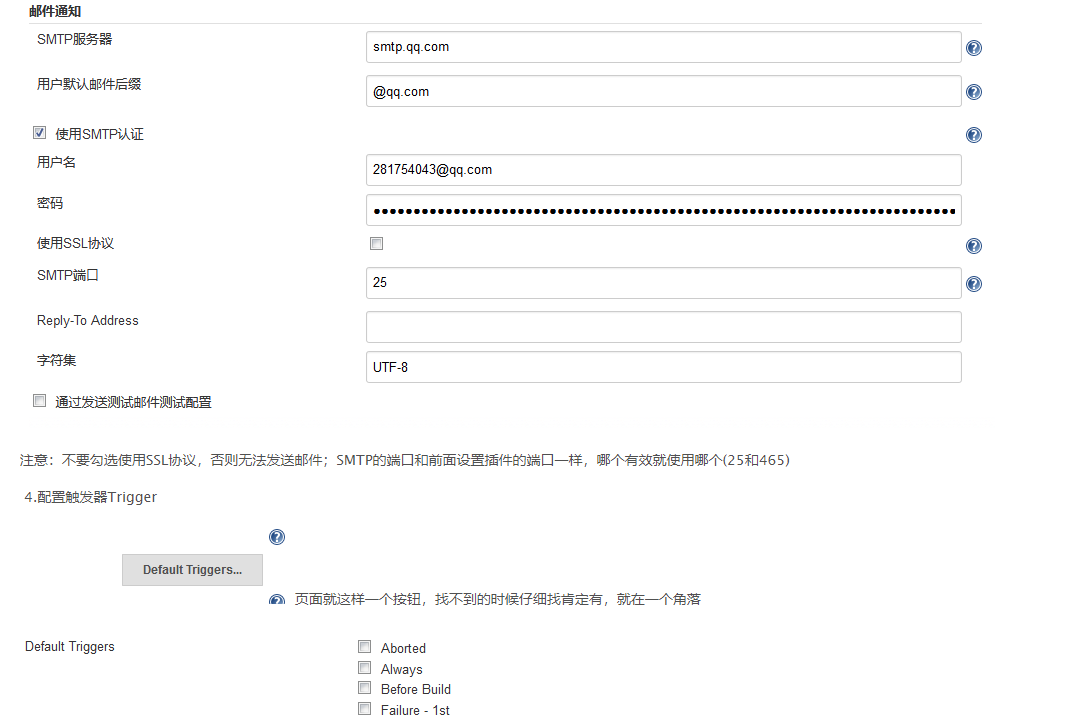 邮件通知
SMTP服务器
smtp.qq.com
用户默认邮件后缀
@qq.com
使用SMTP认证
用户名
281754043@qq.com
密码
使用SSL协议
SMTP端口
25
Reply-To Address
字符集
UTF-8
通过发送测试邮件测试配置
注意：不要勾选使用SSL协议，否则无法发送邮件；SMTP的端口和前面设置插件的端口一样，哪个有效就使用哪个(25和465)
4.配置触发器Trigger
Default Triggers...
页面就这样一个按钮，找不到的时候仔细找肯定有，就在一个角落
Default Triggers
Aborted
Always
Before Build
Failure - 1st